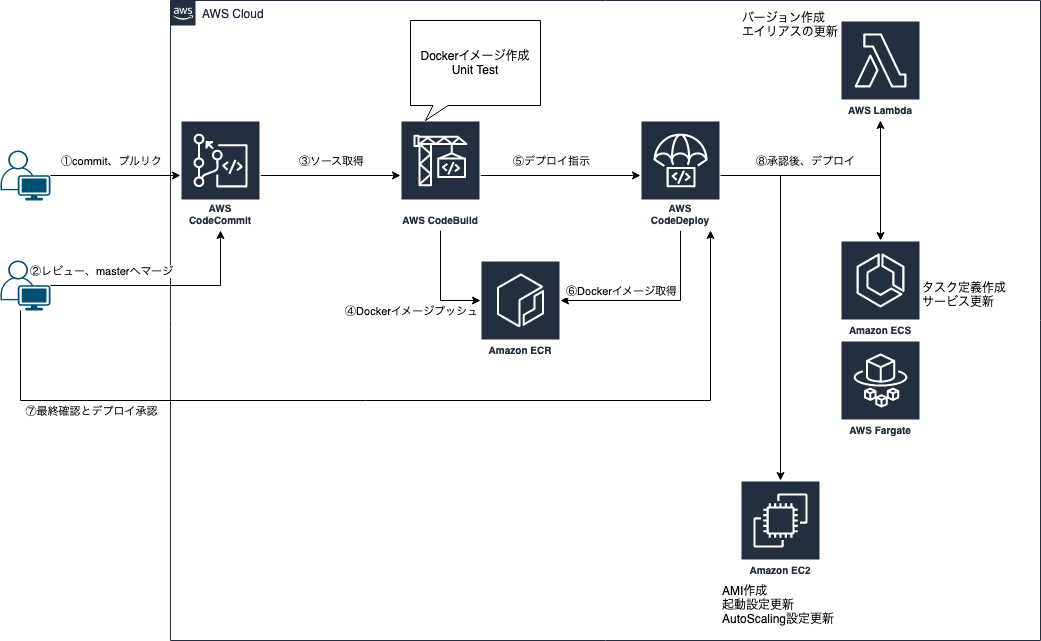 aws
AWS Cloud
バージョン作成
エイリアスの更新
Dockerイメージ作成
Unit Test
AWS Lambda
①commit、プルリク
③ソース取得
⑤デプロイ指示
⑧承認後、デプロイ
AWS
CodeCommit
AWS CodeBuild
AWS
CodeDeploy
②レビュー、masterへマージ
④Dockerイメージプッシュ
⑥Dockerイメージ取得
タスク定義作成
サービス更新
Amazon ECS
Amazon ECR
⑦最終確認とデプロイ承認
AWS Fargate
Amazon EC2
AMI作成
起動設定更新
AutoScaling設定更新